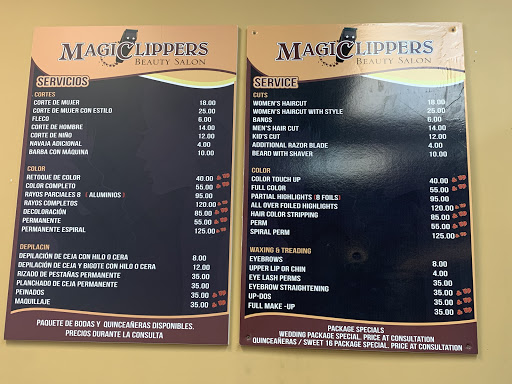 MAGICLIPPERS
BEAUTY SALON
SERVICIOS
CORTES
CORTE DE MUJER 18.00
CORTE DE MUJER CON ESTILO 25.00
FLECO 6.00
CORTE DE HOMBRE 14.00
CORTE DE NIÑO 12.00
NAVAJA ADICIONAL 4.00
BARBA CON MÁQUINA 10.00
COLOR
RETOQUE DE COLOR 40.00
COLOR COMPLETO 55.00
RAYOS PARCIALES 8 ( ALUMINIOS) 95.00
RAYOS COMPLETOS 120.00
DECOLORACIÓN 85.00
PERMANENTE 55.00
PERMANENTE ESPIRAL 125.00
DEPILACIN
DEPILACIÓN DE CEJA CON HILO O CERA 8.00
DEPILACIÓN DE CEJA Y BIGOTE CON HILO O CERA 12.00
RIZADO DE PESTAÑAS PERMANENTE 35.00
PLANCHADO DE CEJA PERMANENTE 35.00
PEINADOS 35.00
MAQUILLAJE 35.00
PAQUETE DE BODAS Y QUINCEAÑERAS DISPONIBLES.
PRECIOS DURANTE LA CONSULTA
MAGICLIPPERS
BEAUTY SALON
SERVICE
CUTS
WOMEN'S HAIRCUT 18.00
WOMEN'S HAIRCUT WITH STYLE 25.00
BANGS 6.00
MEN'S HAIR CUT 14.00
KID'S CUT 12.00
ADDITIONAL RAZOR BLADE 4.00
BEARD WITH SHAVER 10.00
COLOR
COLOR TOUCH UP 40.00
FULL COLOR 55.00
PARTIAL HIGHLIGHTS (8 FOILS) 95.00
ALL OVER FOILED HIGHLIGHTS 120.00
HAIR COLOR STRIPPING 85.00
PERM 55.00
SPIRAL PERM 125.00
WAXING & TREADING
EYEBROWS 8.00
UPPER LIP OR CHIN 4.00
EYE LASH PERMS 35.00
EYEBROW STRAIGHTENING 35.00
UP-DOS 35.00
FULL MAKE -UP 35.00
PACKAGE SPECIALS
WEDDING PACKAGE SPECIAL. PRICE AT CONSULTATION
QUINCEAÑERAS / SWEET 16 PACKAGE SPECIAL. PRICE AT CONSULTATION